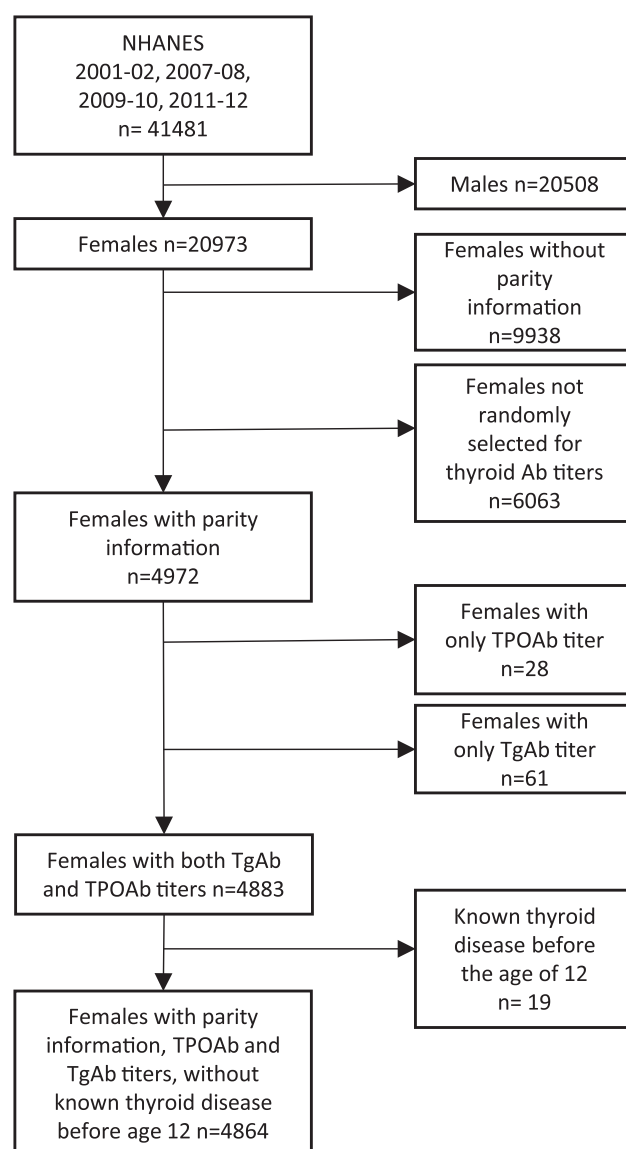 NHANES
2001-02, 2007-08,
2009-10, 2011-12
n= 41481
Males n=20508
Females n=20973
Females without
parity
information
n=9938
Females not
randomly
selected for
thyroid Ab titers
n=6063
Females with parity
information
n=4972
Females with
only TPOAb titer
n=28
Females with
only TgAb titer
n=61
Females with both TgAb
and TPOAb titers n=4883
Known thyroid
disease before
the age of 12
n= 19
Females with parity
information, TPOAb and
TgAb titers, without
known thyroid disease
before age 12 n=4864